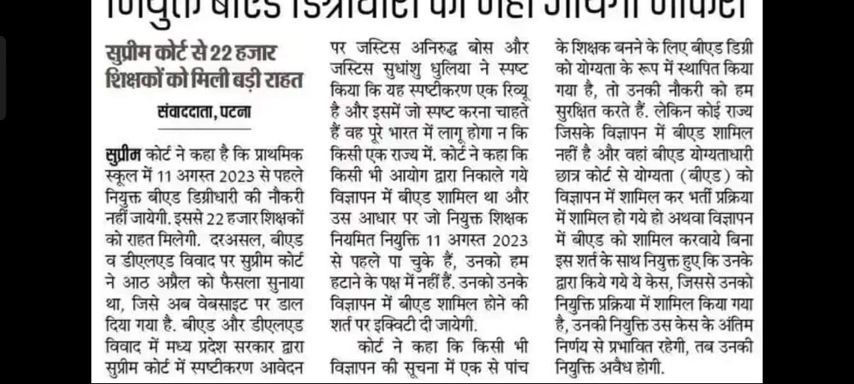 नियुक्त बीएड डिग्रीधारी की नहीं जायेगी नौकरी
सुप्रीम कोर्ट से 22 हजार
शिक्षकों को मिली बड़ी राहत
संवाददाता, पटना
सुप्रीम कोर्ट ने कहा है कि प्राथमिक
स्कूल में 11 अगस्त 2023 से पहले
नियुक्त बीएड डिग्रीधारी की नौकरी
नहीं जायेगी. इससे 22 हजार शिक्षकों
को राहत मिलेगी. दरअसल, बीएड
व डीएलएड विवाद पर सुप्रीम कोर्ट
ने आठ अप्रैल को फैसला सुनाया
था, जिसे अब वेबसाइट पर डाल
दिया गया है. बीएड और डीएलएड
विवाद में मध्य प्रदेश सरकार द्वारा
सुप्रीम कोर्ट में स्पष्टीकरण आवेदन
पर जस्टिस अनिरुद्ध बोस और
जस्टिस सुधांशु धुलिया ने स्पष्ट
किया कि यह स्पष्टीकरण एक रिव्यू
है और इसमें जो स्पष्ट करना चाहते
हैं वह पूरे भारत में लागू होगा न कि
किसी एक राज्य में. कोर्ट ने कहा कि
किसी भी आयोग द्वारा निकाले गये
विज्ञापन में बीएड शामिल था और
उस आधार पर जो नियुक्त शिक्षक
नियमित नियुक्ति 11 अगस्त 2023
से पहले पा चुके हैं, उनको हम
हटाने के पक्ष में नहीं हैं. उनको उनके
विज्ञापन में बीएड शामिल होने की
शर्त पर इक्विटी दी जायेगी.
कोर्ट ने कहा कि किसी भी
विज्ञापन की सूचना में एक से पांच
के शिक्षक बनने के लिए बीएड डिग्री
को योग्यता के रूप में स्थापित किया
गया है, तो उनकी नौकरी को हम
सुरक्षित करते हैं. लेकिन कोई राज्य
जिसके विज्ञापन में बीएड शामिल
नहीं है और वहां बीएड योग्यताधारी
छात्र कोर्ट से योग्यता (बीएड) को
विज्ञापन में शामिल कर भर्ती प्रक्रिया
में शामिल हो गये हो अथवा विज्ञापन
में बीएड को शामिल करवाये बिना
इस शर्त के साथ नियुक्त हुए कि उनके
द्वारा किये गये ये केस, जिससे उनको
नियुक्ति प्रक्रिया में शामिल किया गया
है, उनकी नियुक्ति उस केस के अंतिम
निर्णय से प्रभावित रहेगी, तब उनकी
नियुक्ति अवैध होगी.